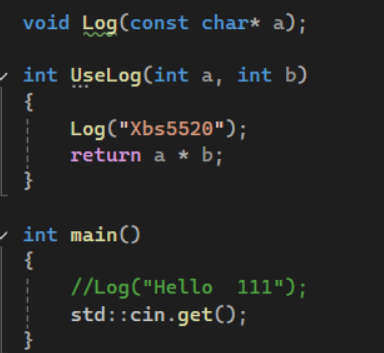 void Log(const char* a);
int UseLog(int a, int b)
{
Log("Xbs5520");
return a * b;
}
int main()
{
//Log("Hello  111");
std::cin.get();
}